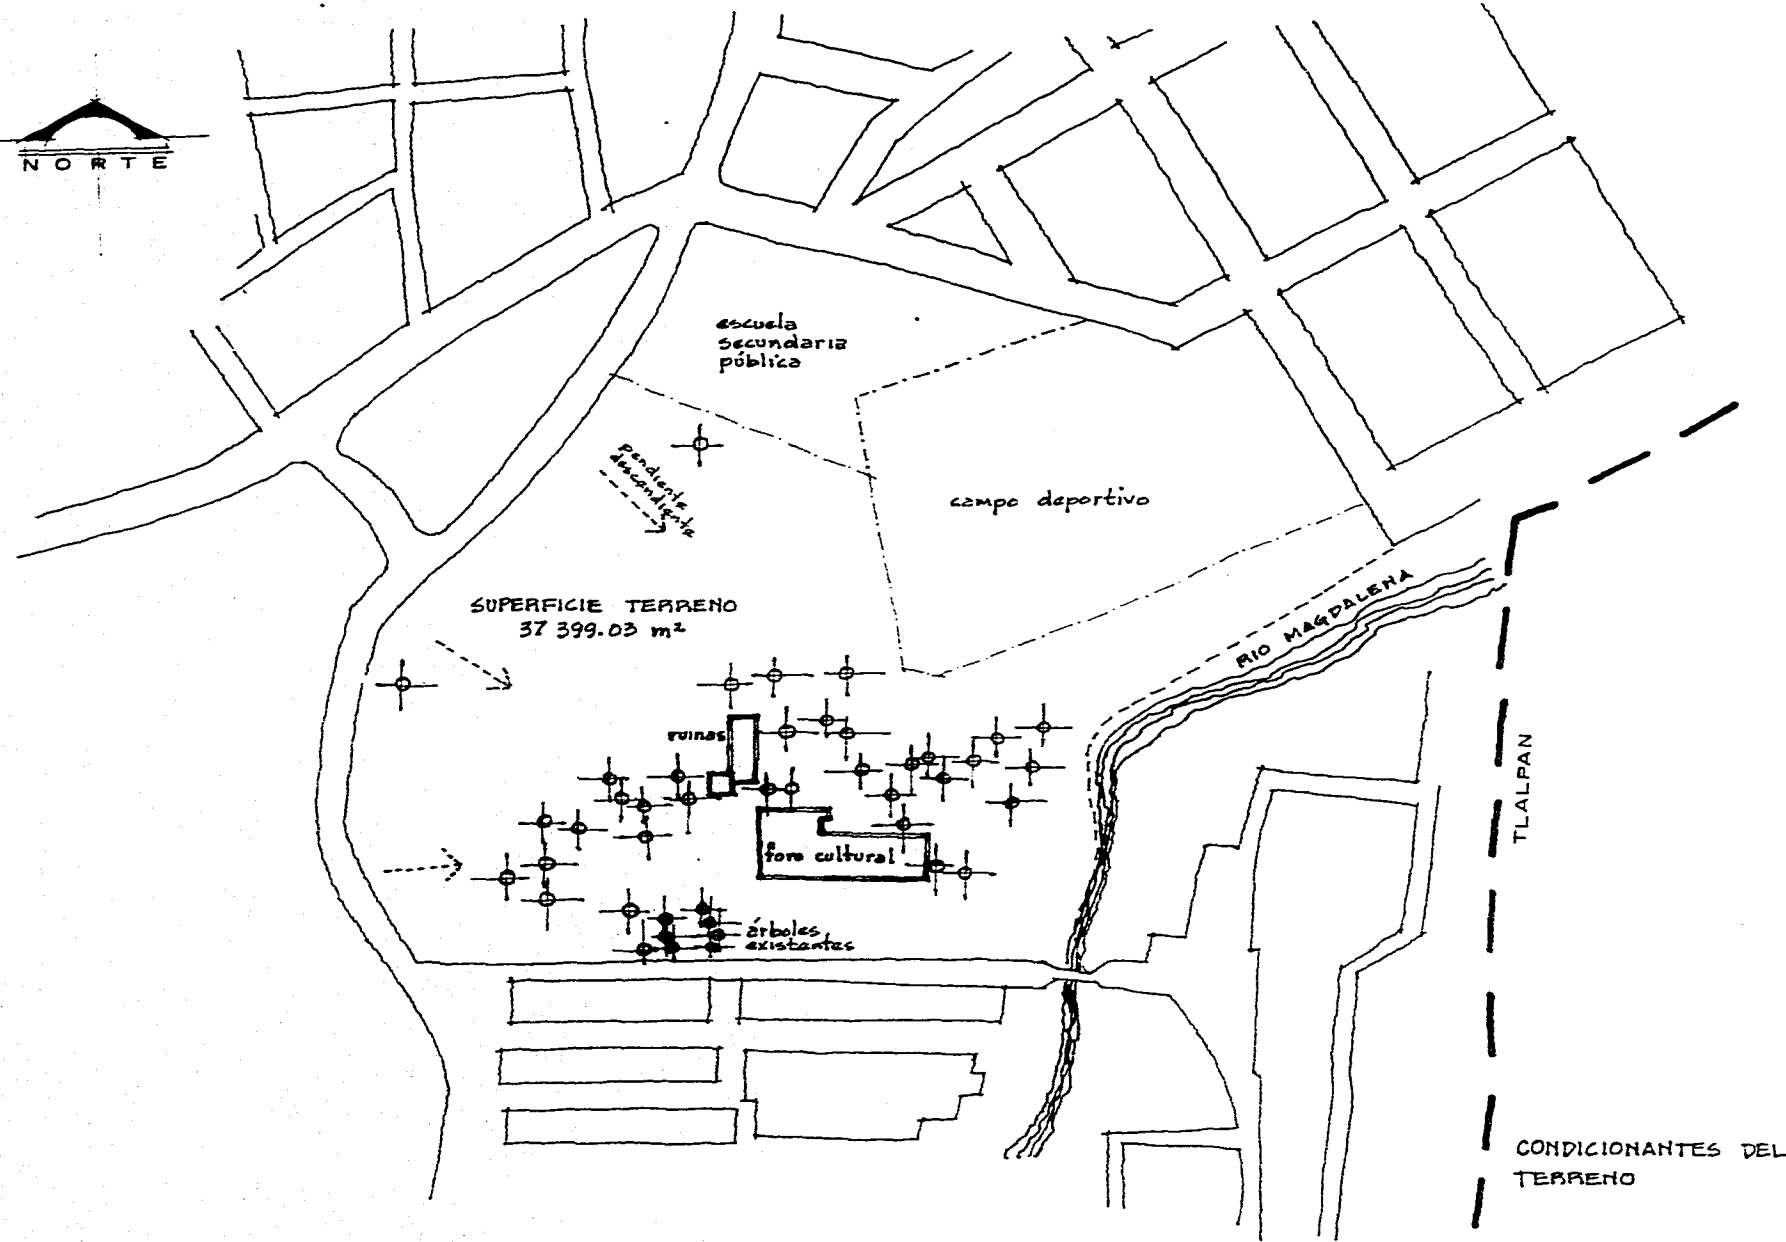 NORTE
escuela
secundaria
pública
pendiente
descendiente
campo deportivo
SUPERFICIE TERRENO
37 399.03 m²
RIO MAGDALENA
ruinas
TLALPAN
foro cultural
árboles
existentes
CONDICIONANTES DEL
TERRENO